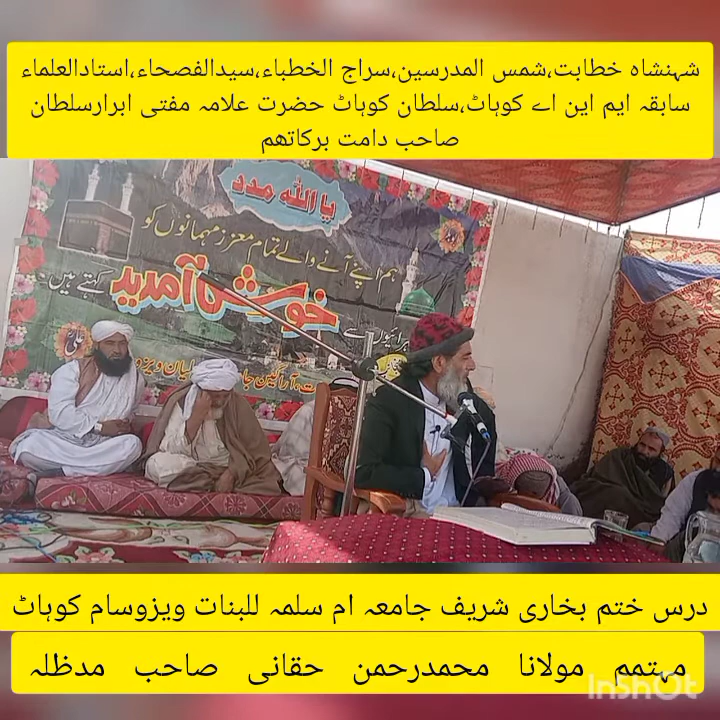 شہنشاہ خطابت،شمس المدرسین،سراج الخطباء،سیدالفصحاء،استادالعلماء
سابقہ ایم این اے کوہاٹ،سلطان کوہاٹ حضرت علامہ مفتی ابرارسلطان
صاحب دامت برکاتھم
یا اللہ مدد
ہم اپنے آنے والے تمام معزز مہمانوں کو
خوش آمدید کہتے ہیں
درس ختم بخاری شریف جامعہ ام سلمہ للبنات ویزوسام کوہاٹ
مہتمم مولانا محمدرحمن حقانی صاحب مدظلہ
InShOt